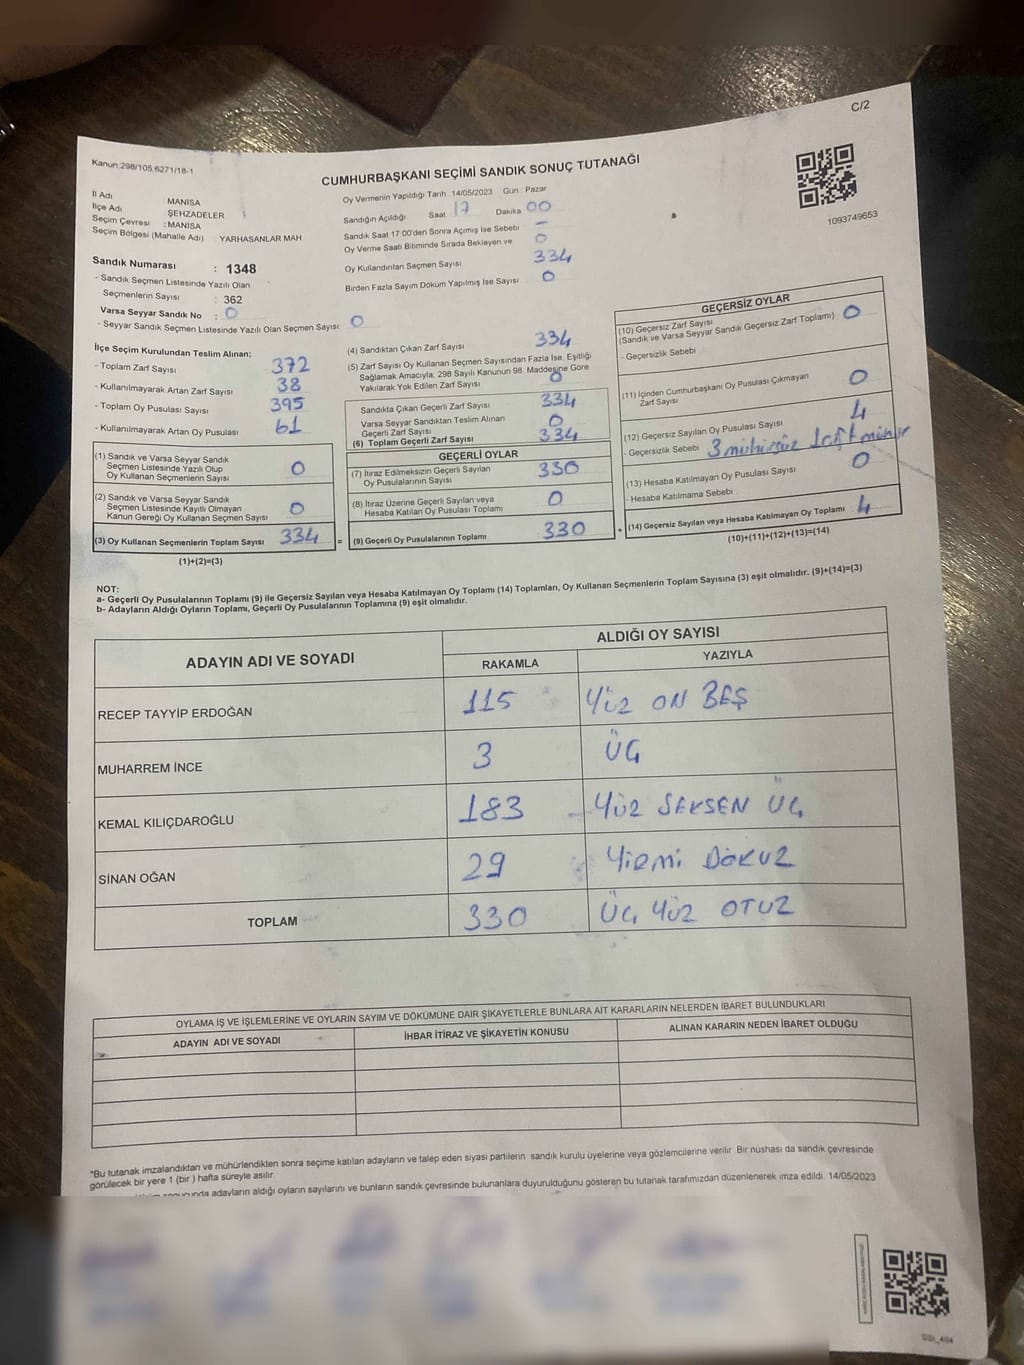 C/2
Kanun:298/105,6271/18-1
CUMHURBAŞKANI SEÇİMİ SANDIK SONUÇ TUTANAĞI
1093749653
İl Adı MANISA
İlçe Adı ŞEHZADELER
Seçim Çevresi : MANISA
Seçim Bölgesi (Mahalle Adı) YARHASANLAR MAH
Sandık Numarası : 1348
- Sandık Seçmen Listesinde Yazılı Olan
Seçmenlerin Sayısı : 362
Varsa Seyyar Sandık No : 0
- Seyyar Sandık Seçmen Listesinde Yazılı Olan Seçmen Sayısı: 0
Oy Vermenin Yapıldığı Tarih 14/05/2023 Gün : Pazar
Sandığın Açıldığı Saat 17 Dakika 00
Sandık Saat 17:00'den Sonra Açımış İse Sebebi –
Oy Verme Saati Bitiminde Sırada Bekleyen ve 0
Oy Kullandırılan Seçmen Sayısı 334
Birden Fazla Sayım Döküm Yapılmış İse Sayısı 0
İlçe Seçim Kurulundan Teslim Alınan;
- Toplam Zarf Sayısı 372
- Kullanılmayarak Artan Zarf Sayısı 38
- Toplam Oy Pusulası Sayısı 395
- Kullanılmayarak Artan Oy Pusulası 61
(1) Sandık ve Varsa Seyyar Sandık
Seçmen Listesinde Yazılı Olup
Oy Kullanan Seçmenlerin Sayısı 0
(2) Sandık ve Varsa Seyyar Sandık
Seçmen Listesinde Kayıtlı Olmayan
Kanun Gereği Oy Kullanan Seçmen Sayısı 0
(3) Oy Kullanan Seçmenlerin Toplam Sayısı 334 =
(1)+(2)=(3)
(4) Sandıktan Çıkan Zarf Sayısı 334
(5) Zarf Sayısı Oy Kullanan Seçmen Sayısından Fazla İse, Eşitliği
Sağlamak Amacıyla, 298 Sayılı Kanunun 98. Maddesine Göre
Yakılarak Yok Edilen Zarf Sayısı 0
Sandıkta Çıkan Geçerli Zarf Sayısı 334
Varsa Seyyar Sandıktan Teslim Alınan
Geçerli Zarf Sayısı 0
(6) Toplam Geçerli Zarf Sayısı 334
GEÇERLİ OYLAR
(7) İtiraz Edilmeksizin Geçerli Sayılan
Oy Pusulalarının Sayısı 330
(8) İtiraz Üzerine Geçerli Sayılan veya
Hesaba Katılan Oy Pusulası Toplamı 0
(9) Geçerli Oy Pusulalarının Toplamı 330 +
GEÇERSİZ OYLAR
(10) Geçersiz Zarf Sayısı
(Sandık ve Varsa Seyyar Sandık Geçersiz Zarf Toplamı) 0
- Geçersizlik Sebebi
(11) İçinden Cumhurbaşkanı Oy Pusulası Çıkmayan
Zarf Sayısı 0
(12) Geçersiz Sayılan Oy Pusulası Sayısı 4
- Geçersizlik Sebebi 3 mühürsüz 1 çift mühür
(13) Hesaba Katılmayan Oy Pusulası Sayısı 0
- Hesaba Katılmama Sebebi
(14) Geçersiz Sayılan veya Hesaba Katılmayan Oy Toplamı 4
(10)+(11)+(12)+(13)=(14)
NOT:
a- Geçerli Oy Pusulalarının Toplamı (9) ile Geçersiz Sayılan veya Hesaba Katılmayan Oy Toplamı (14) Toplamları, Oy Kullanan Seçmenlerin Toplam Sayısına (3) eşit olmalıdır. (9)+(14)=(3)
b- Adayların Aldığı Oyların Toplamı, Geçerli Oy Pusulalarının Toplamına (9) eşit olmalıdır.
ADAYIN ADI VE SOYADI
ALDIĞI OY SAYISI
RAKAMLA YAZIYLA
RECEP TAYYİP ERDOĞAN 115 YÜZ ON BEŞ
MUHARREM İNCE 3 ÜÇ
KEMAL KILIÇDAROĞLU 183 YÜZ SEKSEN ÜÇ
SİNAN OĞAN 29 YİRMİ DOKUZ
TOPLAM 330 ÜÇ YÜZ OTUZ
OYLAMA İŞ VE İŞLEMLERİNE VE OYLARIN SAYIM VE DÖKÜMÜNE DAİR ŞİKAYETLERLE BUNLARA AİT KARARLARIN NELERDEN İBARET BULUNDUKLARI
ADAYIN ADI VE SOYADI İHBAR İTİRAZ VE ŞİKAYETİN KONUSU ALINAN KARARIN NEDEN İBARET OLDUĞU
*Bu tutanak imzalandıktan ve mühürlendikten sonra seçime katılan adayların ve talep eden siyasi partilerin sandık kurulu üyelerine veya gözlemcilerine verilir. Bir nüshası da sandık çevresinde
görülecek bir yere 1 (bir) hafta süreyle asılır.
adayların aldığı oyların sayılarını ve bunların sandık çevresinde bulunanlara duyurulduğunu gösteren bu tutanak tarafımızdan düzenlenerek imza edildi. 14/05/2023